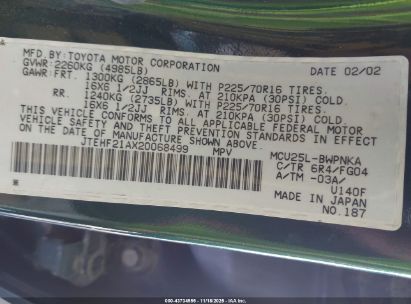 MFD.BY:TOYOTA MOTOR CORPORATION DATE 02/02
GVWR:2260KG (4985LB)
GAWR:FRT. 1300KG (2865LB) WITH P225/70R16 TIRES.
16X6 1/2JJ RIMS. AT 210KPA (30PSI) COLD
RR. 1240KG (2735LB) WITH P225/70R16 TIRES.
16X6 1/2JJ RIMS. AT 210KPA (30PSI) COLD
THIS VEHICLE CONFORMS TO ALL APPLICABLE FEDERAL MOTOR
VEHICLE SAFETY AND THEFT PREVENTION STANDARDS IN EFFECT
ON THE DATE OF MANUFACTURE SHOWN ABOVE.
JTEHF21AX20068499 MPV
MCU25L-BWPNKA
C/TR 6R4/FG04
A/TM -03A/
U140F
MADE IN JAPAN
NO.187
11/18/2025